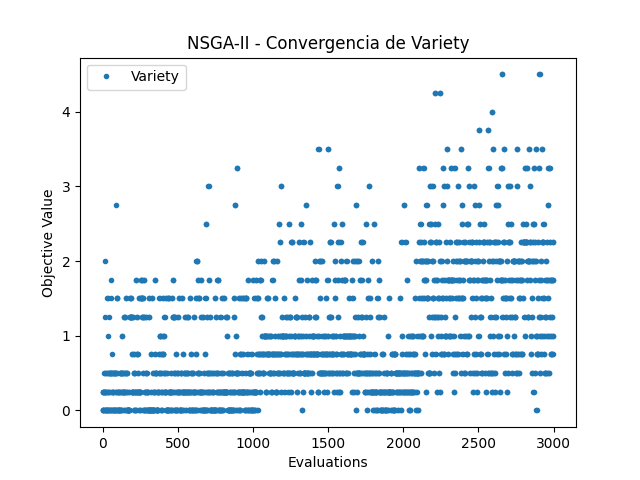 NSGA-II - Convergencia de Variety
Variety
Objective Value
4
3
2
1
0
0 500 1000 1500 2000 2500 3000
Evaluations